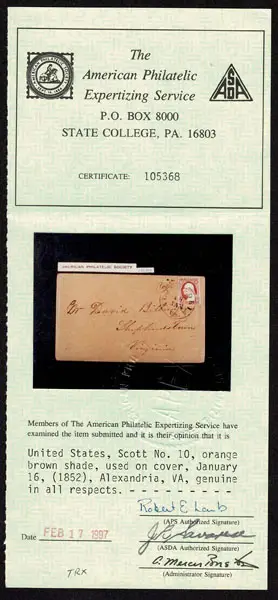 The
American Philatelic
Expertizing Service
P.O. BOX 8000
STATE COLLEGE, PA. 16803
ASDA
CERTIFICATE: 105368
AMERICAN PHILATELIC SOCIETY
David
Shepherdstown
Virginia
Members of The American Philatelic Expertizing Service have
examined the item submitted and it is their opinion that it is
United States, Scott No. 10, orange
brown shade, used on cover, January
16, (1852), Alexandria, VA, genuine
in all respects. - - - - - - - - -
(APS Authorized Signature)
(ASDA Authorized Signature)
Date FEB 17 1997
(Administrator Signature)